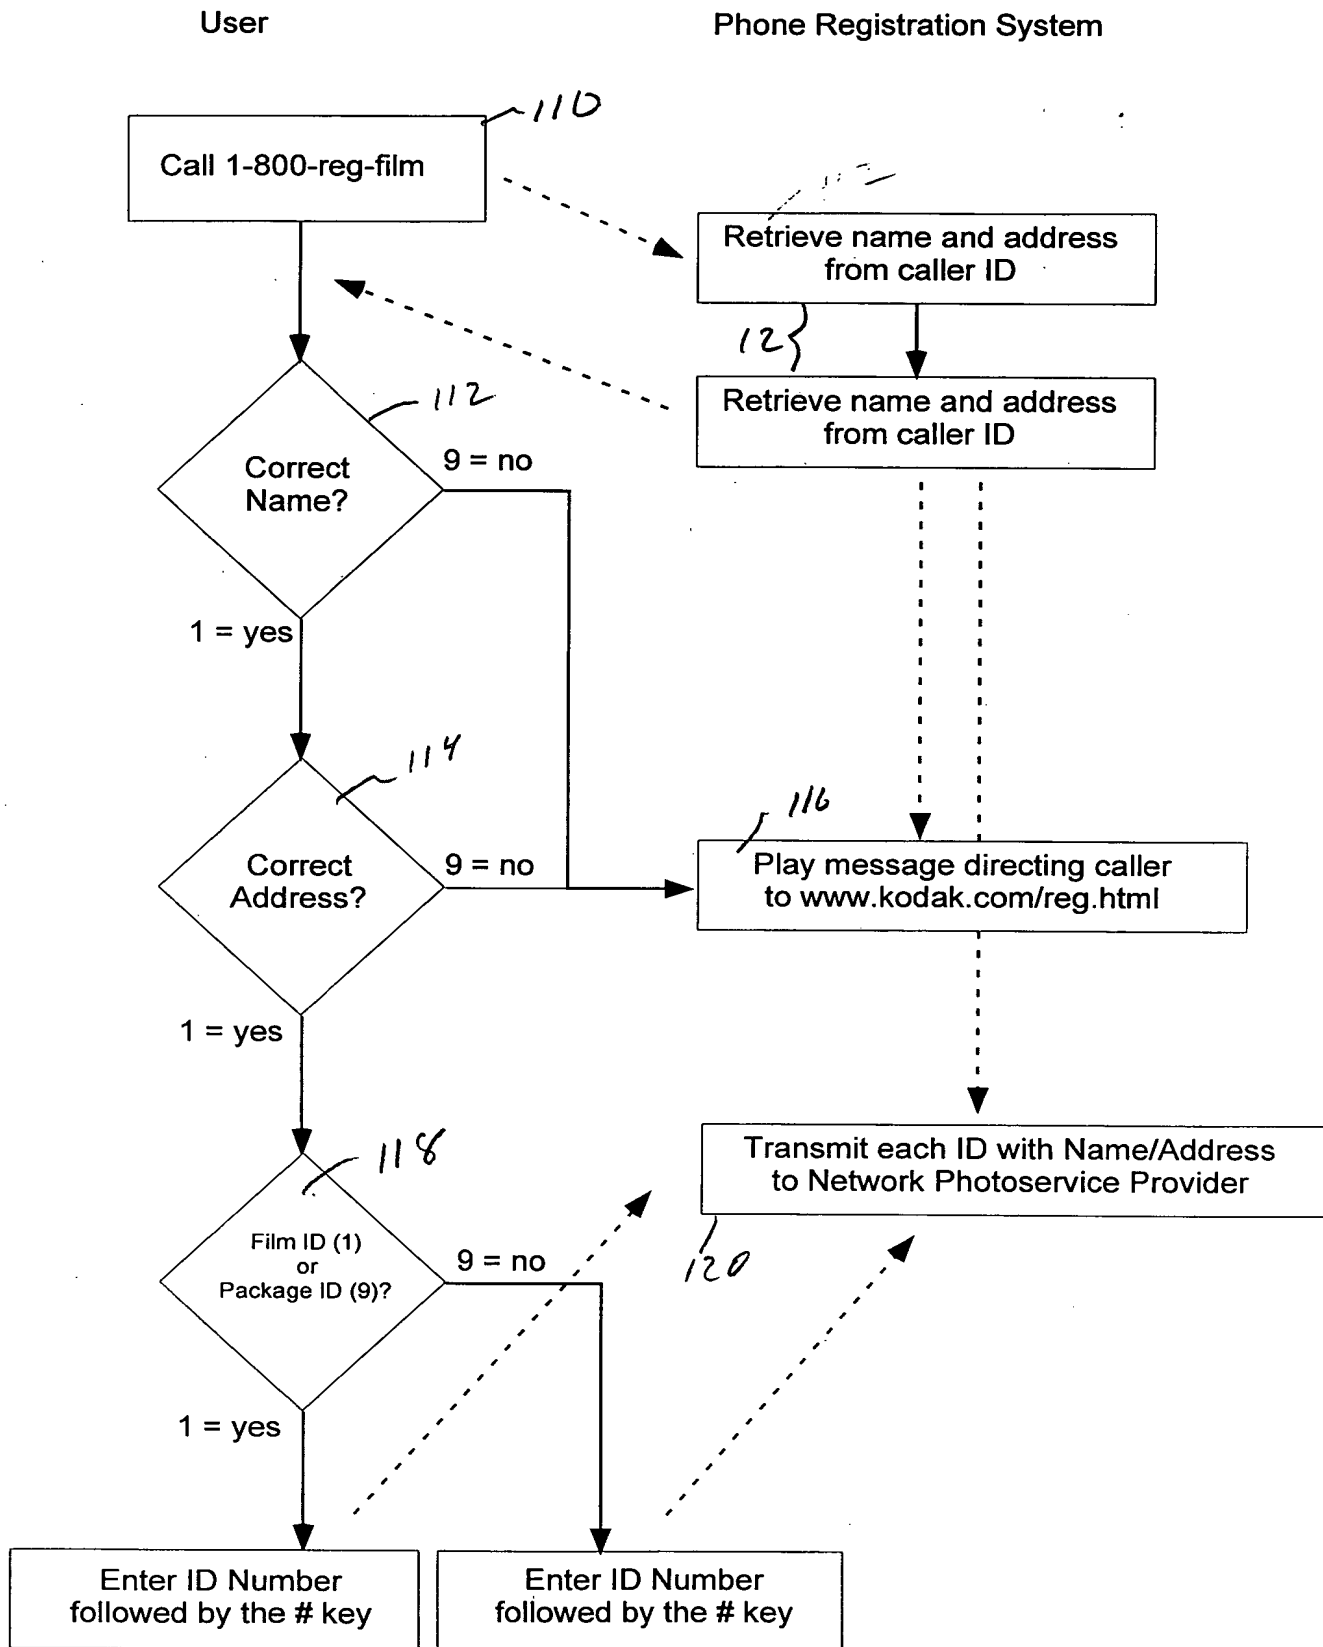 User
Phone Registration System
110
Call 1-800-reg-film
Retrieve name and address
from caller ID
12
Retrieve name and address
from caller ID
112
Correct
Name?
9 = no
1 = yes
114
116
Correct
Address?
9 = no
Play message directing caller
to www.kodak.com/reg.html
1 = yes
118
Transmit each ID with Name/Address
to Network Photoservice Provider
120
Film ID (1)
or
Package ID (9)?
9 = no
1 = yes
Enter ID Number
followed by the # key
Enter ID Number
followed by the # key